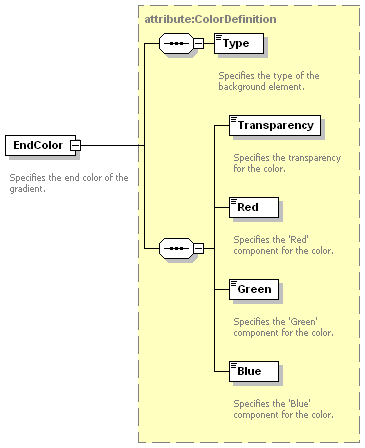 attribute:ColorDefinition
Type
Specifies the type of the
background element.
EndColor
Specifies the end color of the
gradient.
Transparency
Specifies the transparency
for the color.
Red
Specifies the 'Red'
component for the color.
Green
Specifies the 'Green'
component for the color.
Blue
Specifies the 'Blue'
component for the color.